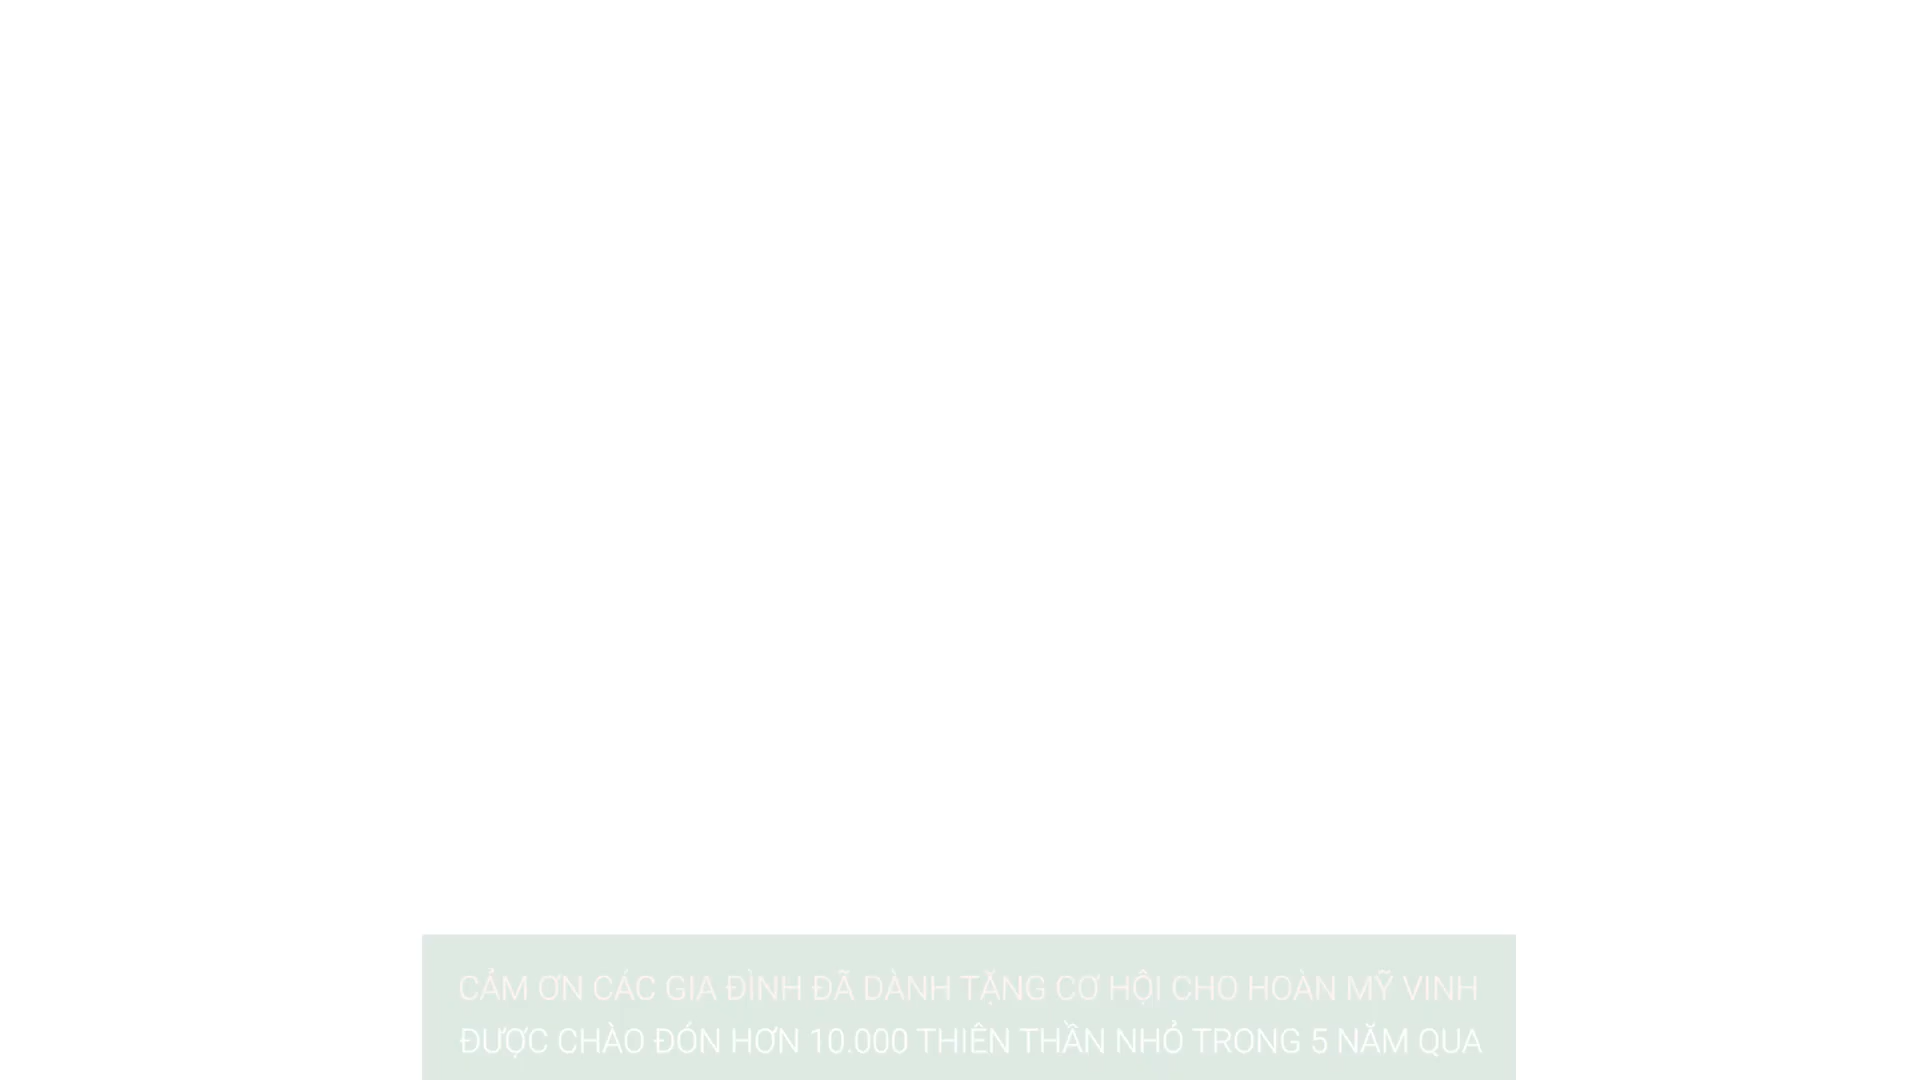 CẢM ƠN CÁC GIA ĐÌNH ĐÃ DÀNH TẶNG CƠ HỘI CHO HOÀN MỸ VINH
ĐƯỢC CHÀO ĐÓN HƠN 10.000 THIÊN THẦN NHỎ TRONG 5 NĂM QUA